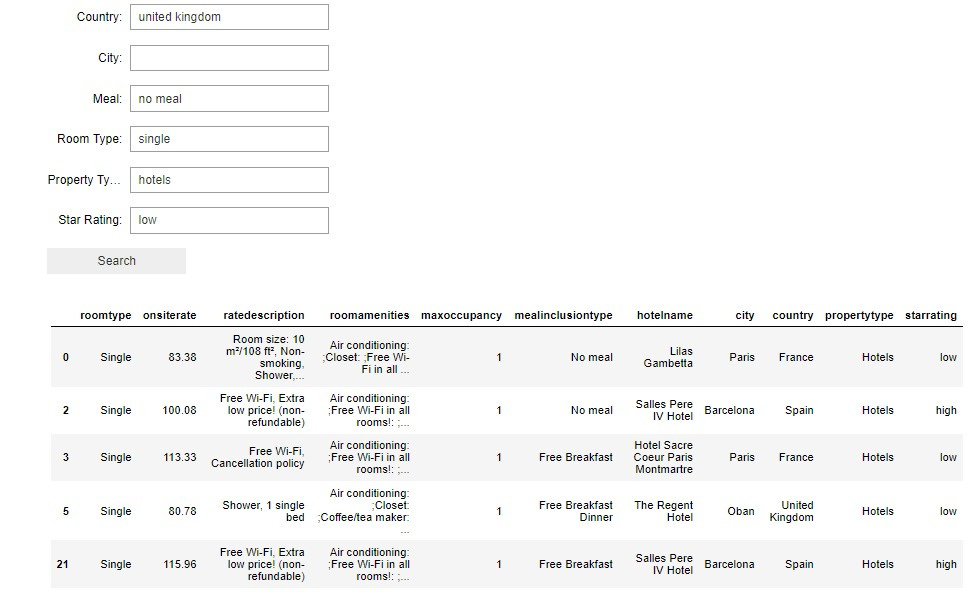 Country: united kingdom
City:
Meal: no meal
Room Type: single
Property Ty... hotels
Star Rating: low
Search
roomtype onsiterate ratedescription roomamenities maxoccupancy mealinclusiontype hotelname city country propertytype starrating
0 Single 83.38 Room size: 10 m²/108 ft², Non-smoking, Shower,... Air conditioning: ;Closet: ;Free Wi-Fi in all ... 1 No meal Lilas Gambetta Paris France Hotels low
2 Single 100.08 Free Wi-Fi, Extra low price! (non-refundable) Air conditioning: ;Free Wi-Fi in all rooms!: ;... 1 No meal Salles Pere IV Hotel Barcelona Spain Hotels high
3 Single 113.33 Free Wi-Fi, Cancellation policy Air conditioning: ;Free Wi-Fi in all rooms!: ;... 1 Free Breakfast Hotel Sacre Coeur Paris Montmartre Paris France Hotels low
5 Single 80.78 Shower, 1 single bed Air conditioning: ;Closet: ;Coffee/tea maker: ... 1 Free Breakfast Dinner The Regent Hotel Oban United Kingdom Hotels low
21 Single 115.96 Free Wi-Fi, Extra low price! (non-refundable) Air conditioning: ;Free Wi-Fi in all rooms!: ;... 1 Free Breakfast Salles Pere IV Hotel Barcelona Spain Hotels high